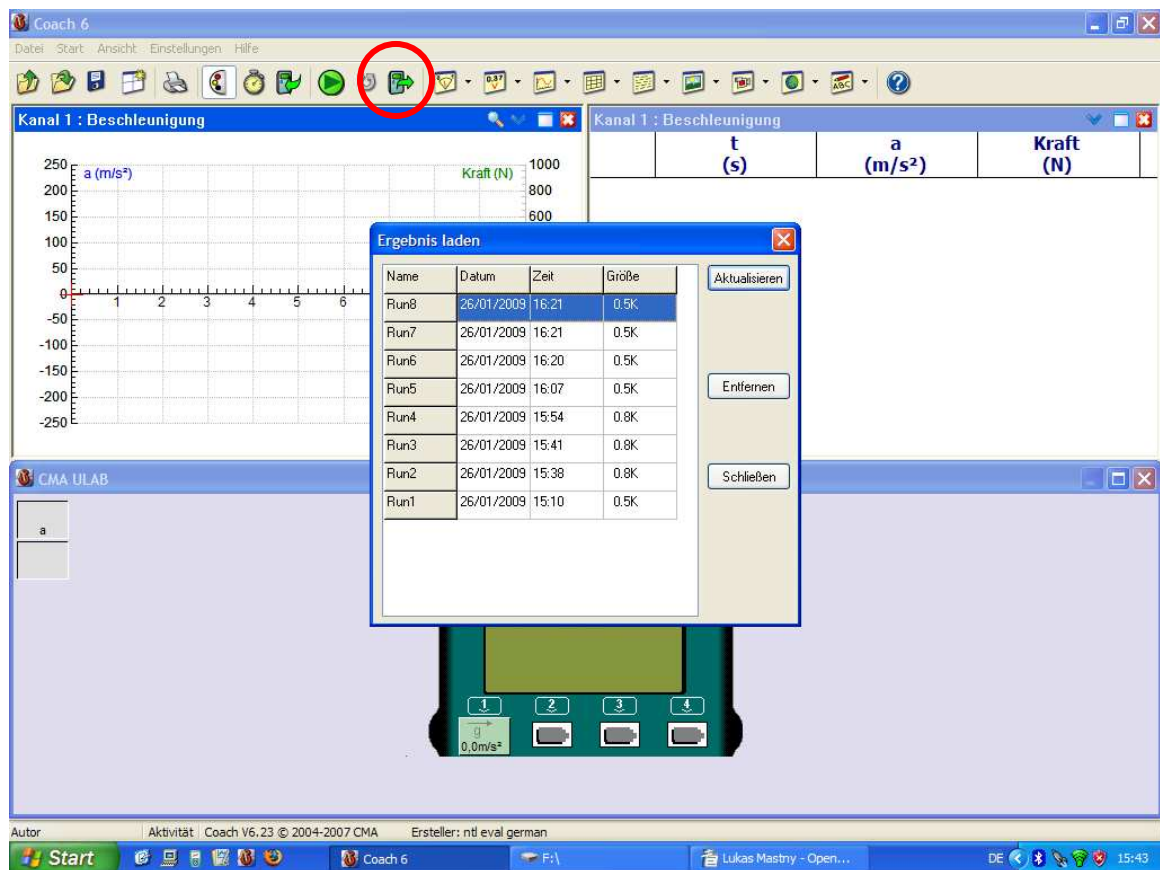 Coach 6
Datei Start Ansicht Einstellungen Hilfe
0.37
ABC
Kanal 1 : Beschleunigung
a (m/s²)
Kraft (N)
250
200
150
100
50
0
-50
-100
-150
-200
-250
1 2 3 4 5 6
1000
800
600
Kanal 1 : Beschleunigung
t (s)
a (m/s²)
Kraft (N)
Ergebnis laden
Name Datum Zeit Größe
Run8 26/01/2009 16:21 0.5K
Run7 26/01/2009 16:21 0.5K
Run6 26/01/2009 16:20 0.5K
Run5 26/01/2009 16:07 0.5K
Run4 26/01/2009 15:54 0.8K
Run3 26/01/2009 15:41 0.8K
Run2 26/01/2009 15:38 0.8K
Run1 26/01/2009 15:10 0.5K
Aktualisieren
Entfernen
Schließen
CMA ULAB
a
1 2 3 4
g
0,0m/s²
Autor Aktivität Coach V6.23 © 2004-2007 CMA Ersteller: ntl eval german
Start Coach 6 F:\ Lukas Mastny - Open... DE 15:43